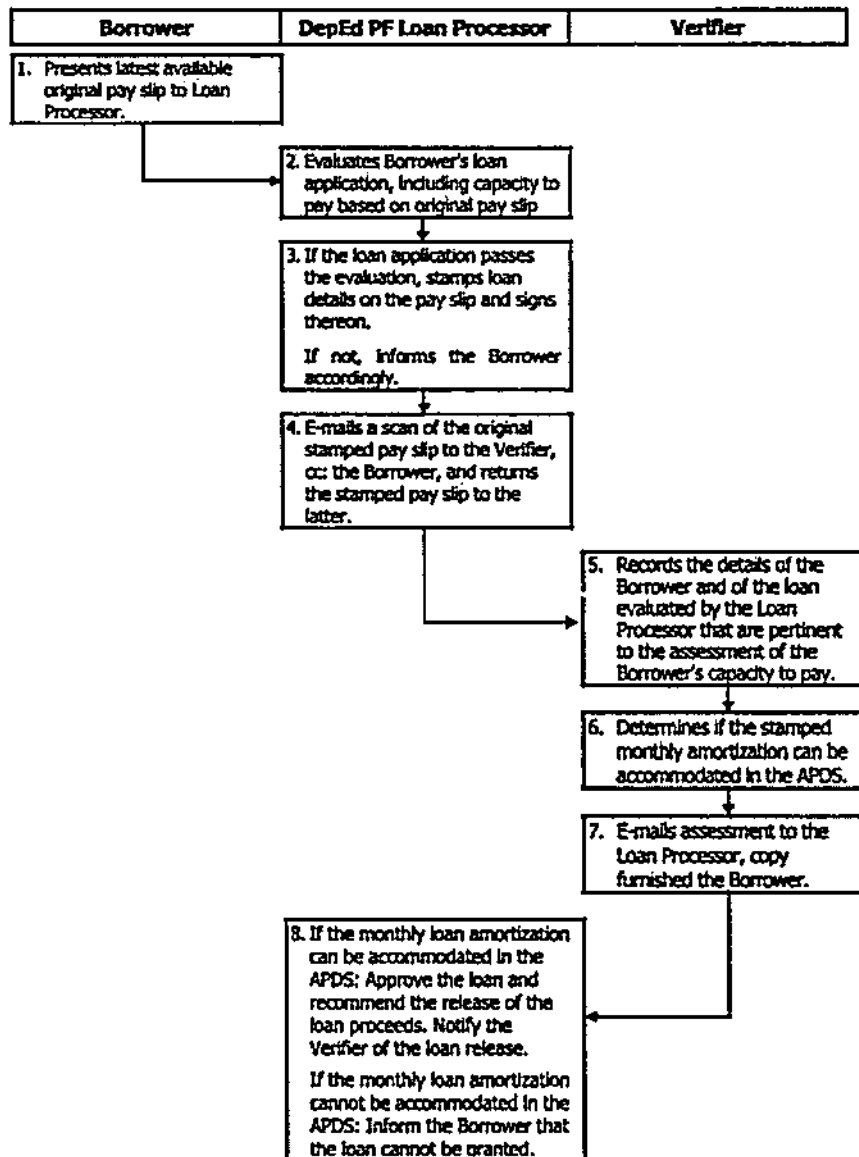 Borrower
DepEd PF Loan Processor
Verifier
1. Presents latest available
original pay slip to Loan
Processor.
2. Evaluates Borrower's loan
application, including capacity to
pay based on original pay slip
3. If the loan application passes
the evaluation, stamps loan
details on the pay slip and signs
thereon.
If not, informs the Borrower
accordingly.
4. E-mails a scan of the original
stamped pay slip to the Verifier,
cc: the Borrower, and returns
the stamped pay slip to the
latter.
5. Records the details of the
Borrower and of the loan
evaluated by the Loan
Processor that are pertinent
to the assessment of the
Borrower's capacity to pay.
6. Determines if the stamped
monthly amortization can be
accommodated in the APDS.
7. E-mails assessment to the
Loan Processor, copy
furnished the Borrower.
8. If the monthly loan amortization
can be accommodated in the
APDS: Approve the loan and
recommend the release of the
loan proceeds. Notify the
Verifier of the loan release.
If the monthly loan amortization
cannot be accommodated in the
APDS: Inform the Borrower that
the loan cannot be granted.